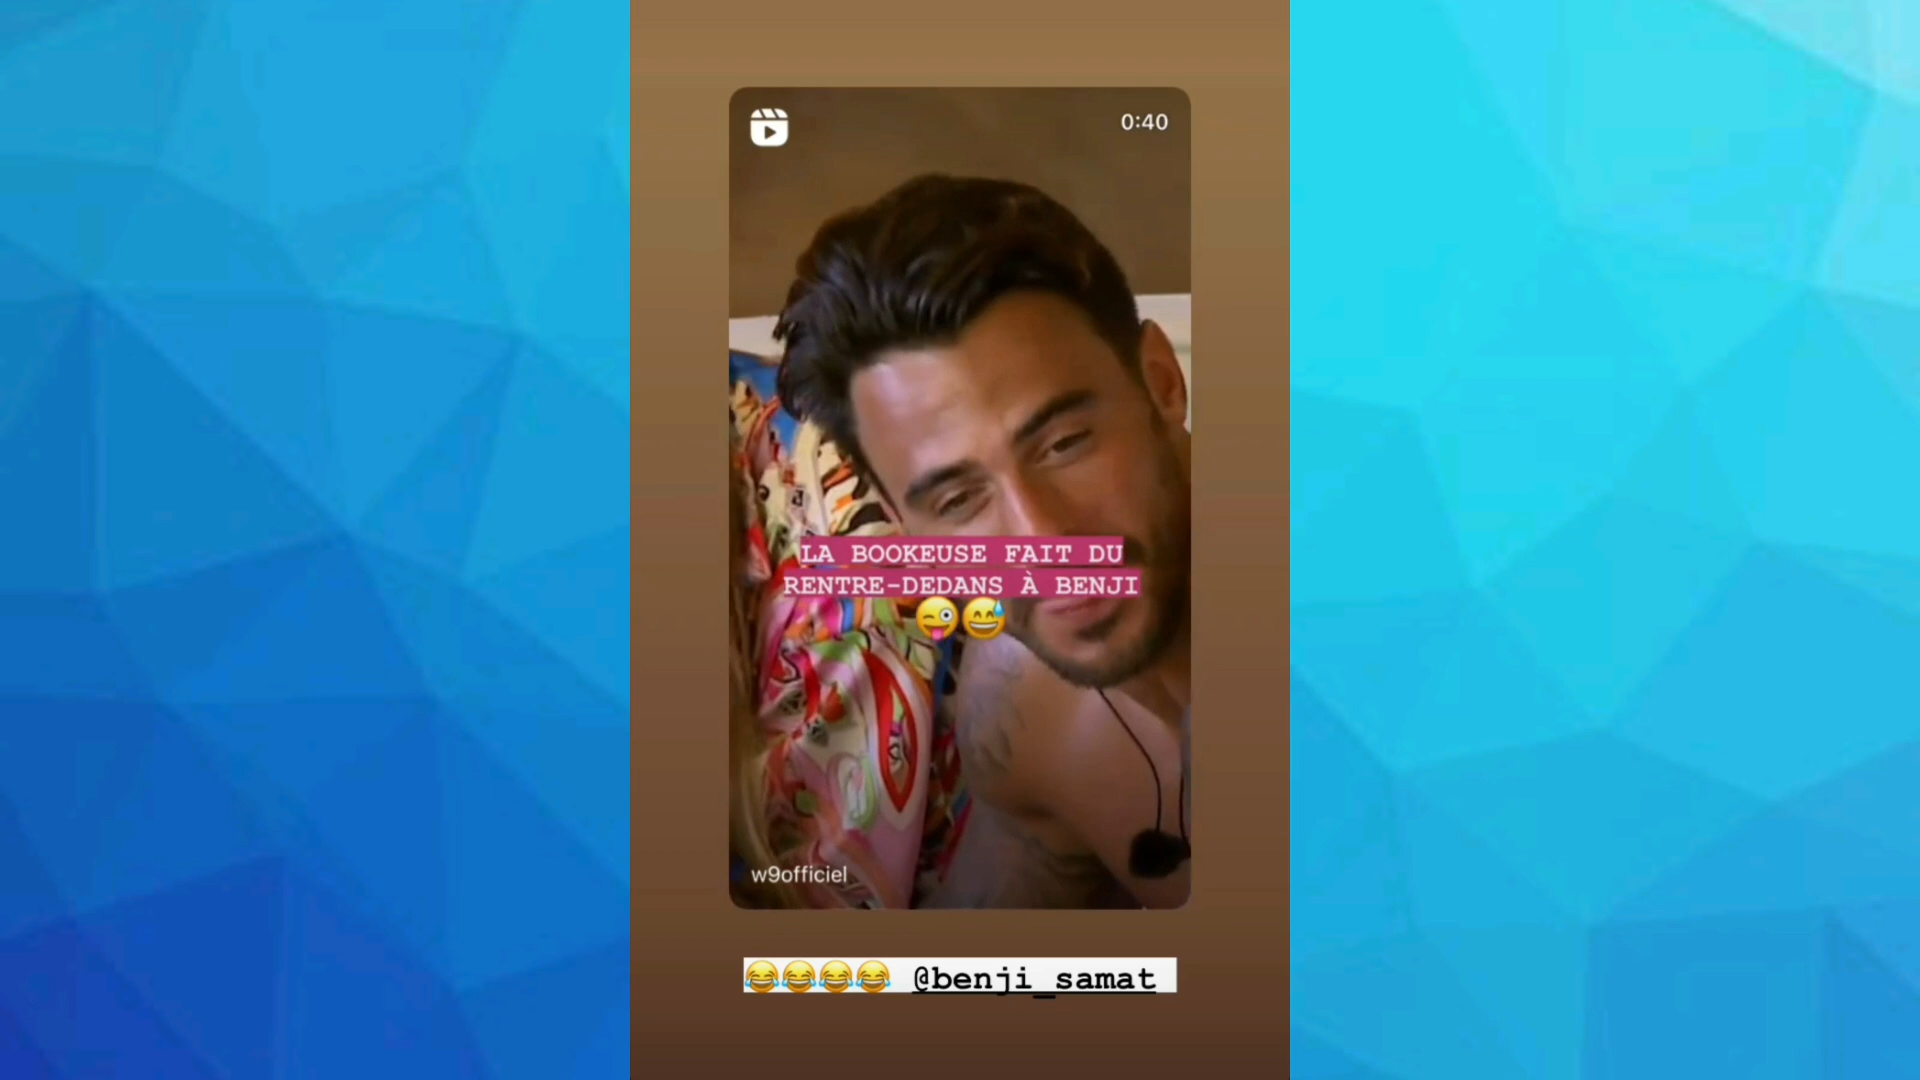 0:40
LA BOOKEUSE FAIT DU
RENTRE-DEDANS À BENJI
😜😅
w9officiel
😂😂😂😂 @benji_samat